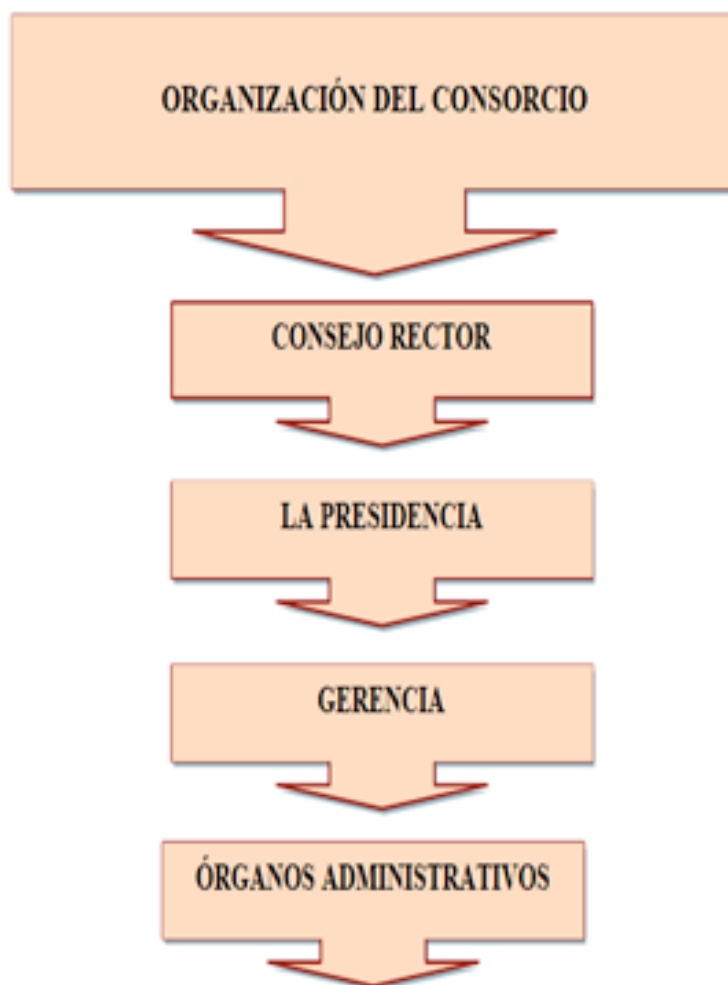 ORGANIZACIÓN DEL CONSORCIO
CONSEJO RECTOR
LA PRESIDENCIA
GERENCIA
ÓRGANOS ADMINISTRATIVOS